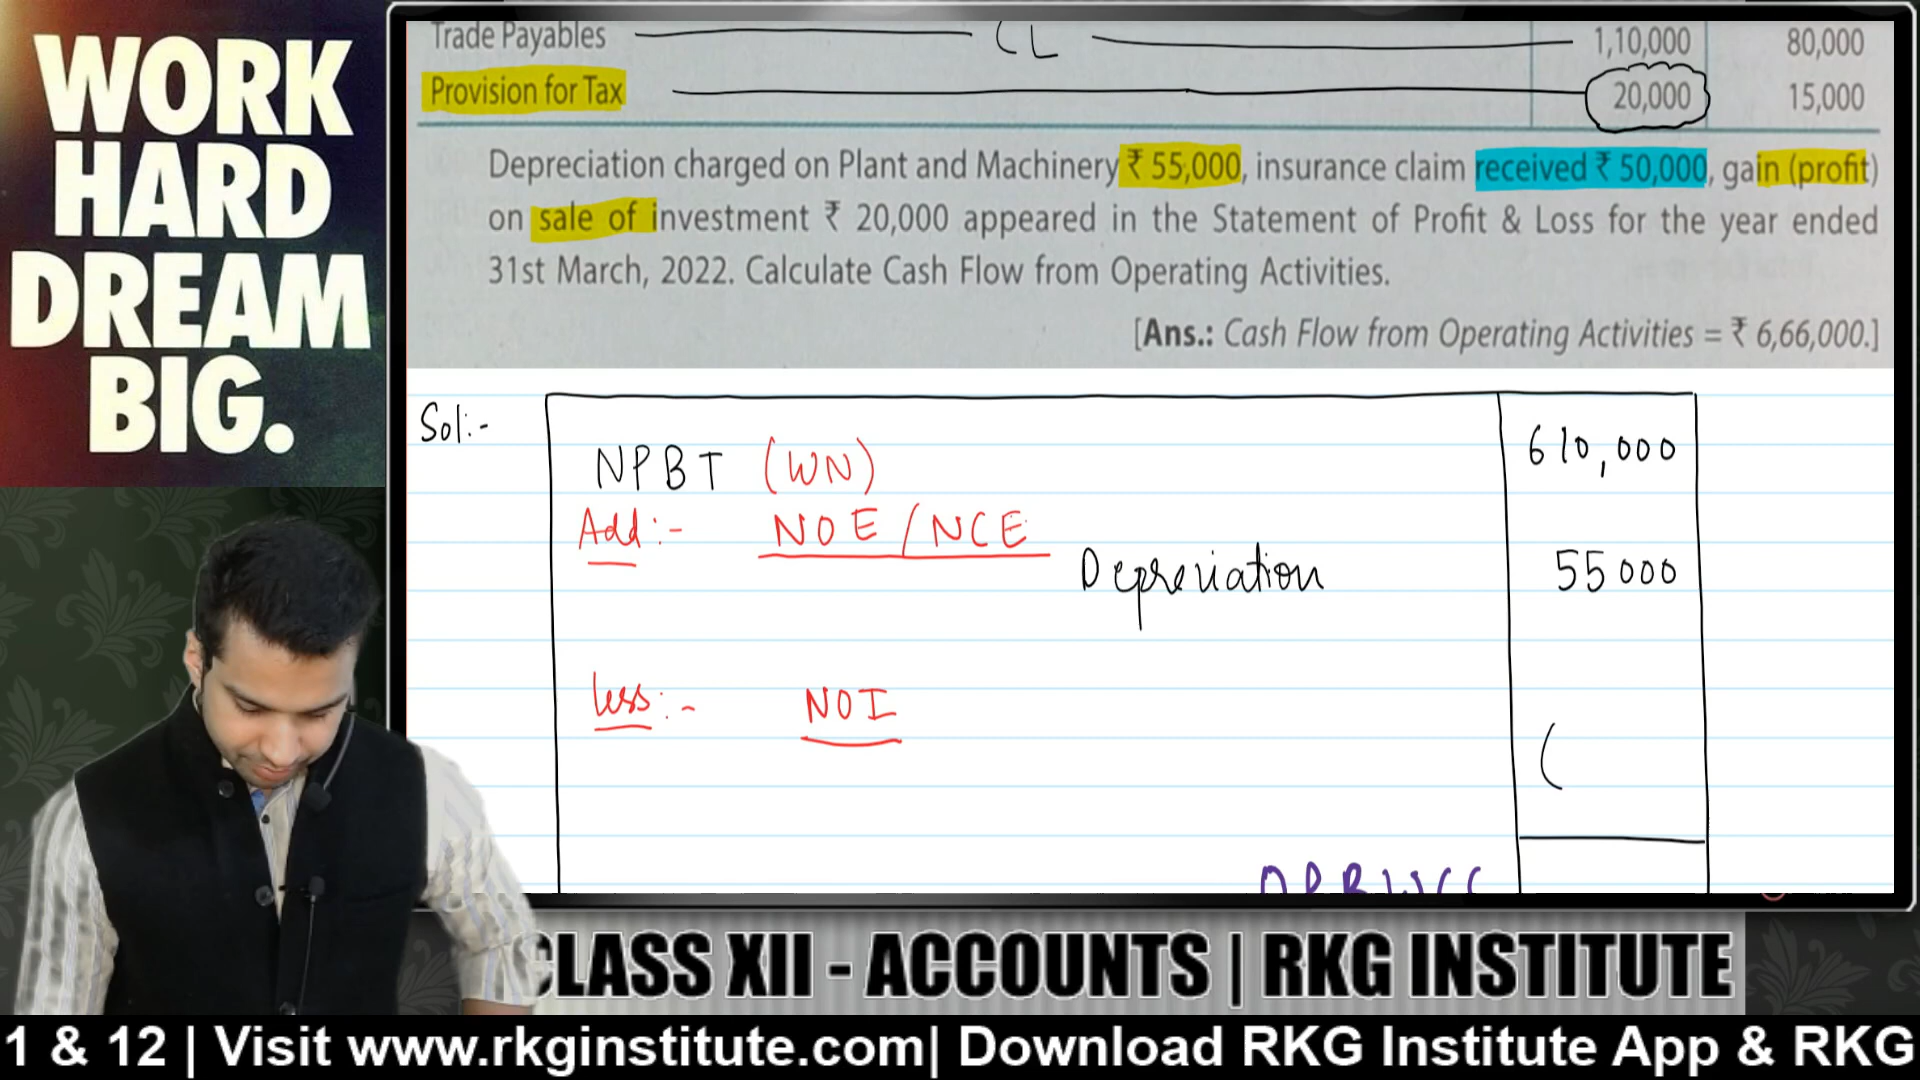 WORK
HARD
DREAM
BIG.
Trade Payables CL 1,10,000 80,000
Provision for Tax 20,000 15,000
Depreciation charged on Plant and Machinery ₹ 55,000, insurance claim received ₹ 50,000, gain (profit)
on sale of investment ₹ 20,000 appeared in the Statement of Profit & Loss for the year ended
31st March, 2022. Calculate Cash Flow from Operating Activities.
[Ans.: Cash Flow from Operating Activities = ₹ 6,66,000.]
Sol:-
NPBT (WN) 610,000
Add:- NOE/NCE
Depreviation 55000
less:- NOI
(
CLASS XII - ACCOUNTS | RKG INSTITUTE
1 & 12 | Visit www.rkginstitute.com| Download RKG Institute App & RKG